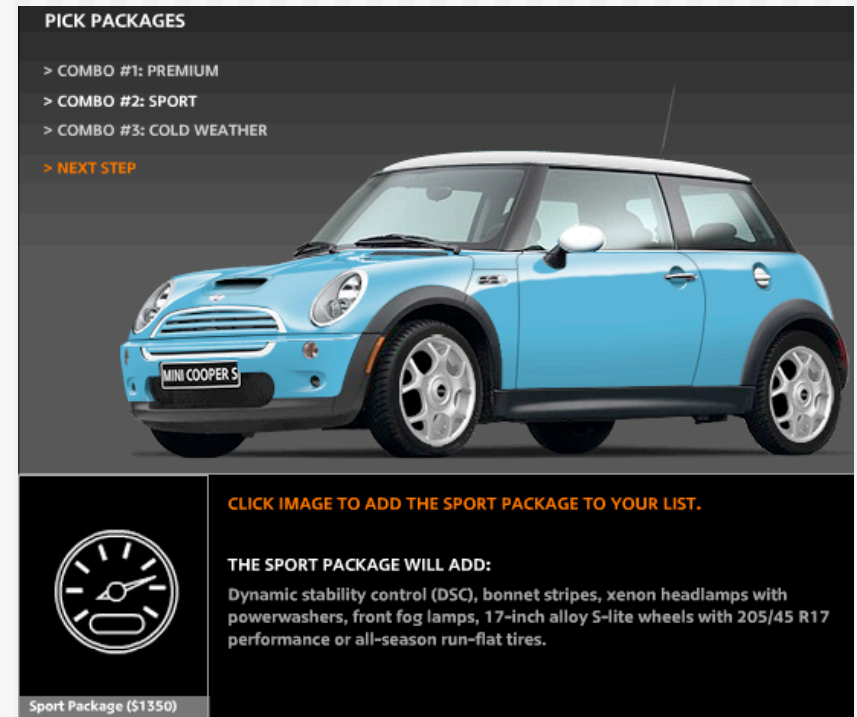 PICK PACKAGES
> COMBO #1: PREMIUM
> COMBO #2: SPORT
> COMBO #3: COLD WEATHER
> NEXT STEP
MINI COOPER S
CLICK IMAGE TO ADD THE SPORT PACKAGE TO YOUR LIST.
THE SPORT PACKAGE WILL ADD:
Dynamic stability control (DSC), bonnet stripes, xenon headlamps with
powerwashers, front fog lamps, 17-inch alloy S-lite wheels with 205/45 R17
performance or all-season run-flat tires.
Sport Package ($1350)